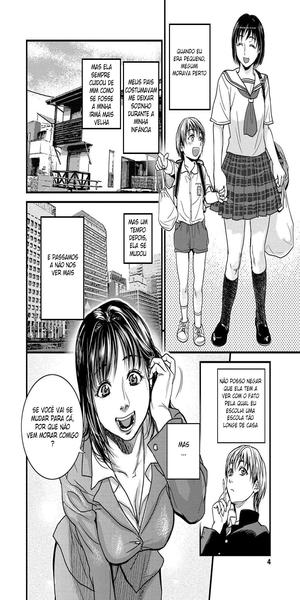 QUANDO EU
ERA PEQUENO,
MEGUMI
MORAVA PERTO
MEUS PAIS
COSTUMAVAM
ME DEIXAR
SOZINHO
DURANTE A
MINHA
INFÂNCIA
MAS ELA
SEMPRE
CUIDOU DE
MIM COMO
SE FOSSE
A MINHA
IRMÃ MAIS
VELHA
MAS UM
TEMPO
DEPOIS,
ELA SE
MUDOU
E PASSAMOS
A NÃO NOS
VER MAIS
NÃO POSSO NEGAR
QUE ELA TEM A
VER COM O FATO
PELA QUAL EU
ESCOLHI UMA
ESCOLA TÃO
LONGE DE CASA
MAS
...
SE VOCÊ VAI SE
MUDAR PARA CÁ,
POR QUE NÃO
VEM MORAR COMIGO
?
4